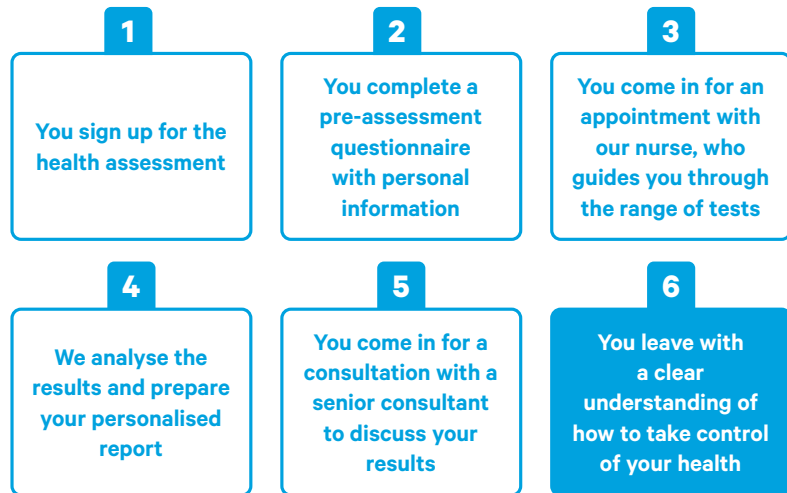 1
You sign up for the
health assessment
2
You complete a
pre-assessment
questionnaire
with personal
information
3
You come in for an
appointment with
our nurse, who
guides you through
the range of tests
4
We analyse the
results and prepare
your personalised
report
5
You come in for a
consultation with a
senior consultant
to discuss your
results
6
You leave with
a clear
understanding of
how to take control
of your health